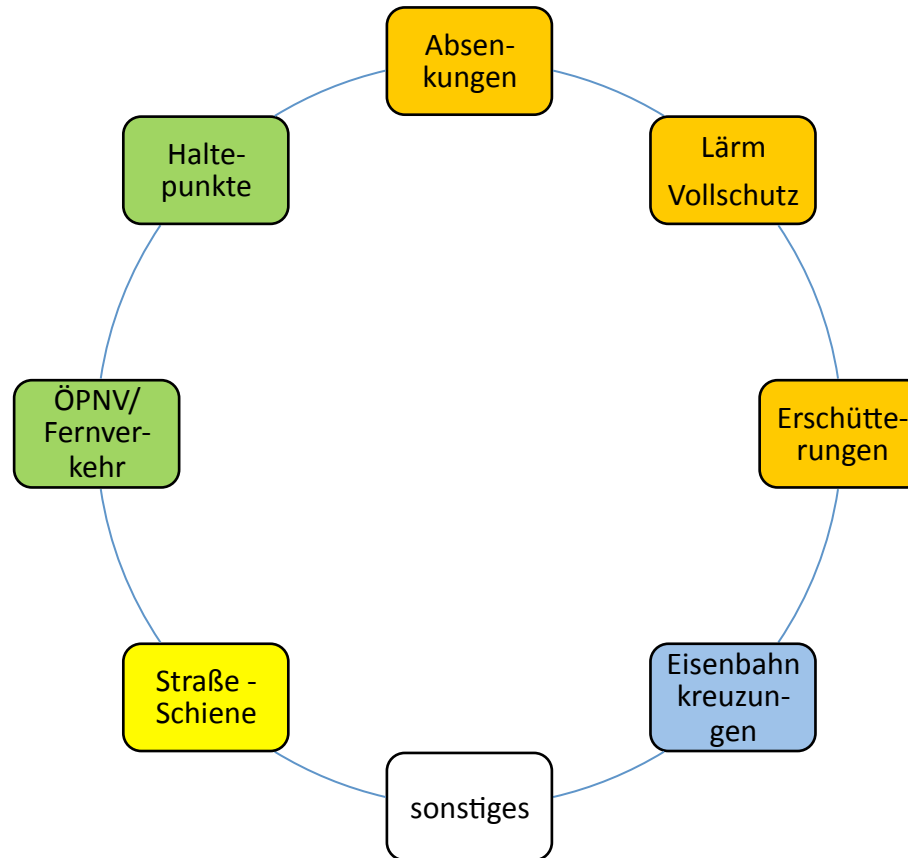 Absen-
kungen
Lärm
Vollschutz
Erschütte-
rungen
Eisenbahn
kreuzun-
gen
sonstiges
Straße -
Schiene
ÖPNV/
Fernver-
kehr
Halte-
punkte